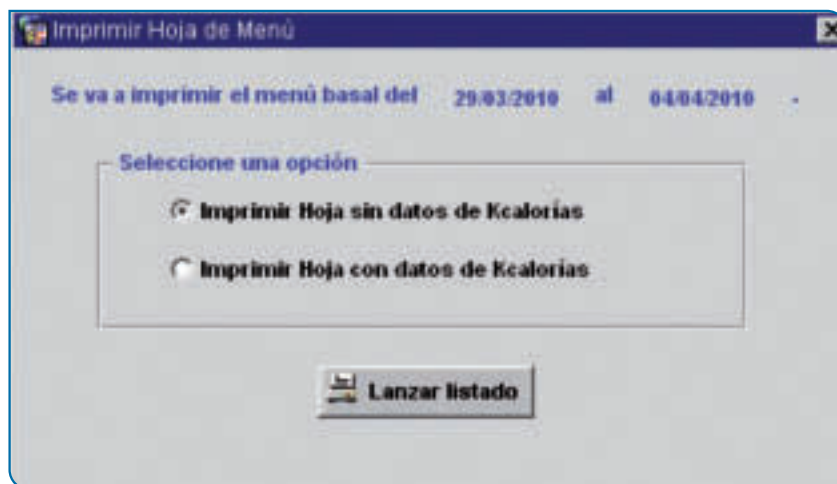 Imprimir Hoja de Menú
Se va a imprimir el menú basal del 29/03/2010 al 04/04/2010 -
Seleccione una opción
Imprimir Hoja sin datos de Kcalorías
Imprimir Hoja con datos de Kcalorías
Lanzar listado